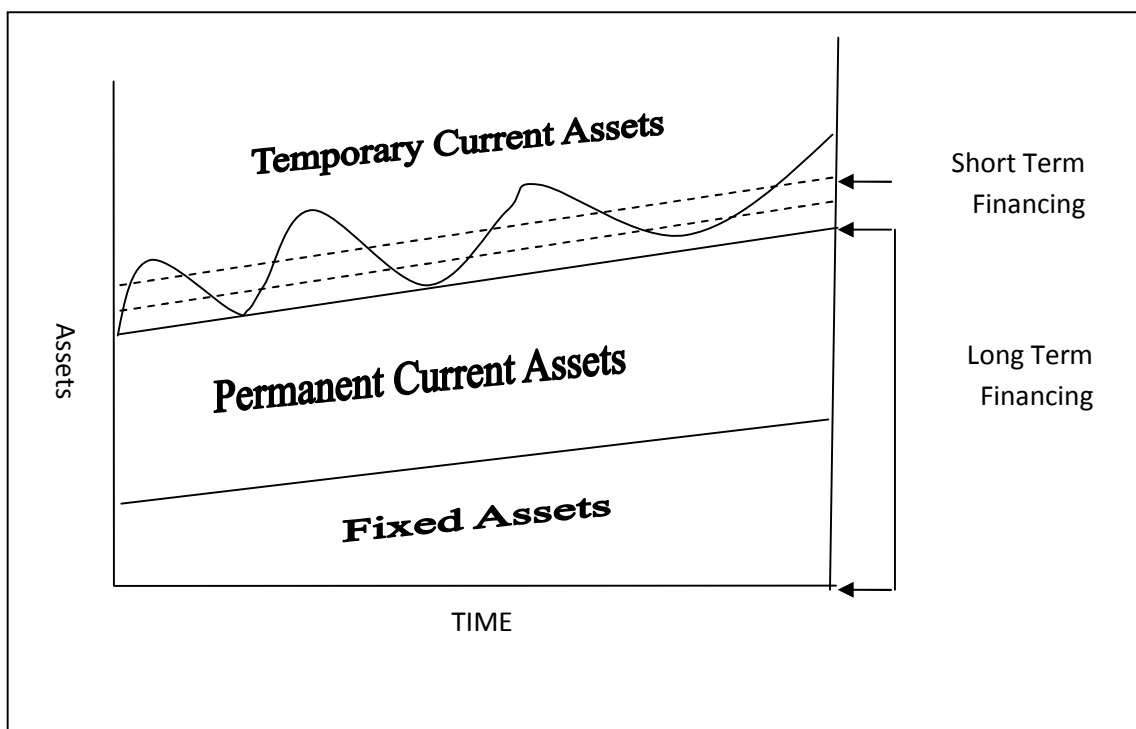 Temporary Current Assets
Short Term
Financing
Assets
Permanent Current Assets
Long Term
Financing
Fixed Assets
TIME